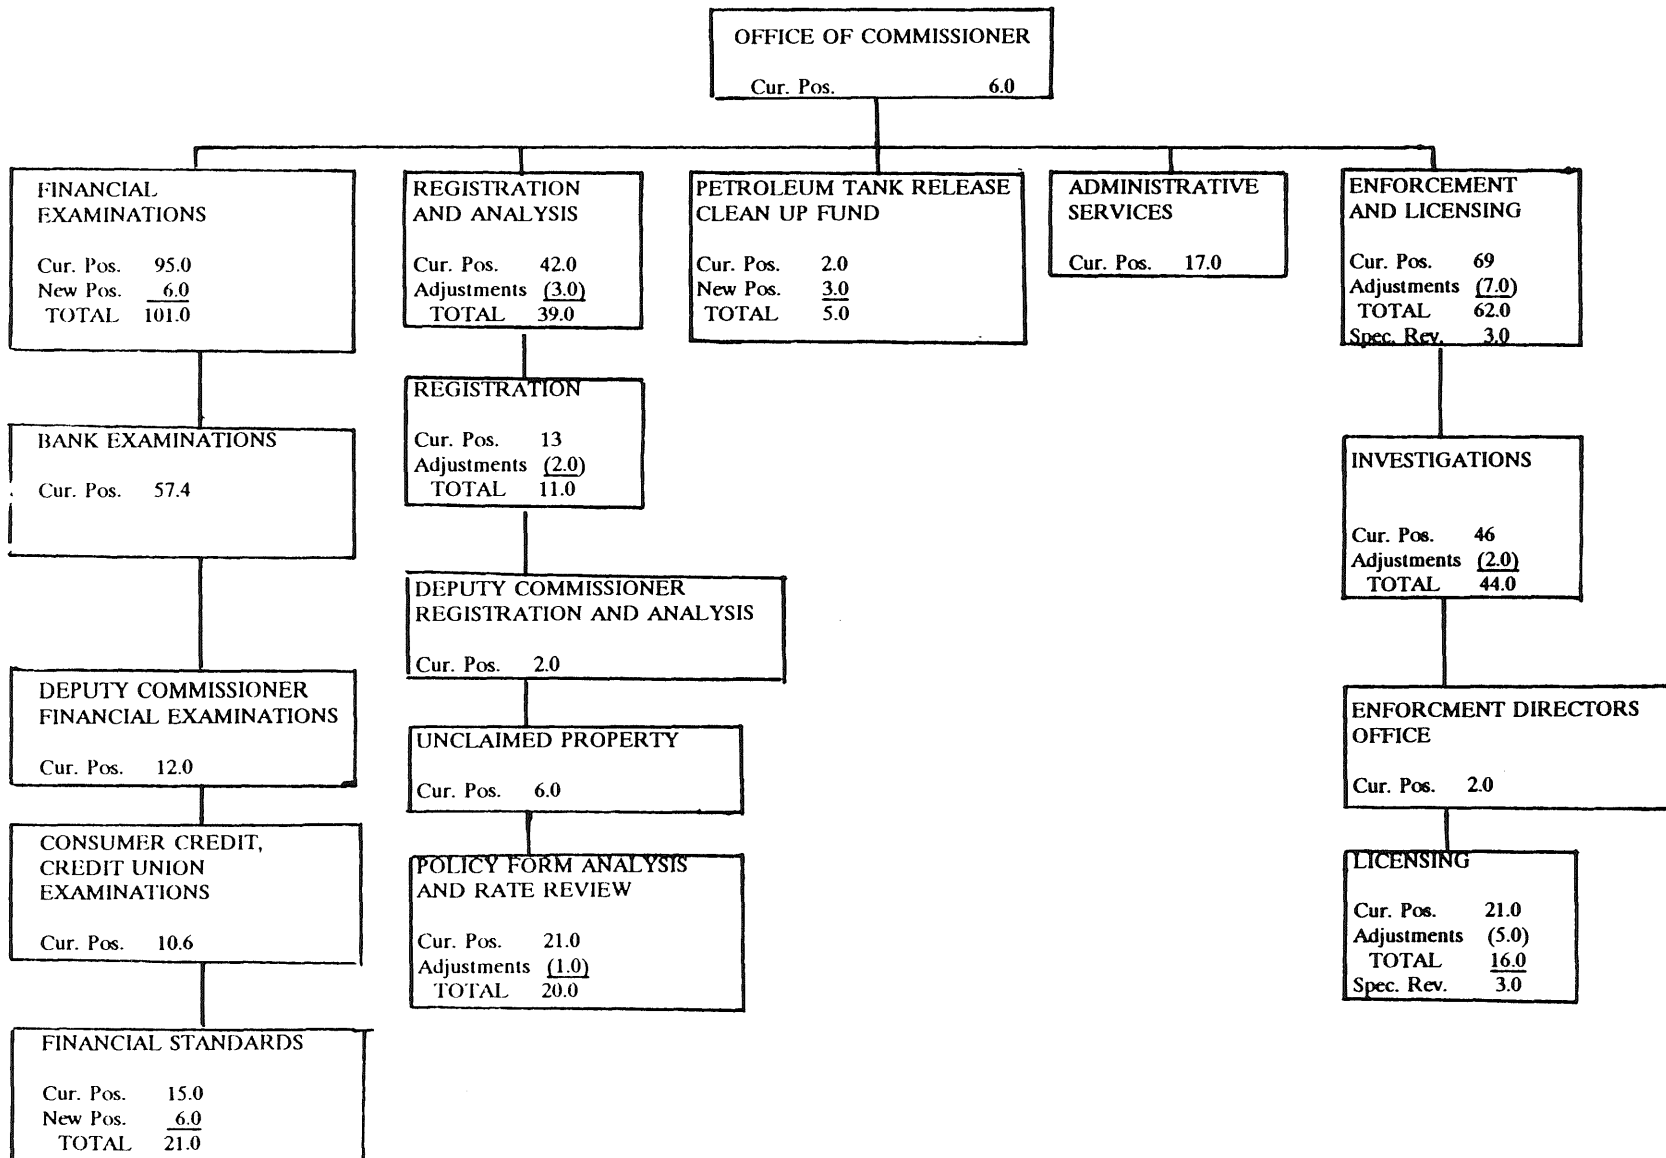 OFFICE OF COMMISSIONER
Cur. Pos. 6.0
FINANCIAL
EXAMINATIONS
Cur. Pos. 95.0
New Pos. 6.0
TOTAL 101.0
BANK EXAMINATIONS
Cur. Pos. 57.4
DEPUTY COMMISSIONER
FINANCIAL EXAMINATIONS
Cur. Pos. 12.0
CONSUMER CREDIT,
CREDIT UNION
EXAMINATIONS
Cur. Pos. 10.6
FINANCIAL STANDARDS
Cur. Pos. 15.0
New Pos. 6.0
TOTAL 21.0
REGISTRATION
AND ANALYSIS
Cur. Pos. 42.0
Adjustments (3.0)
TOTAL 39.0
REGISTRATION
Cur. Pos. 13
Adjustments (2.0)
TOTAL 11.0
DEPUTY COMMISSIONER
REGISTRATION AND ANALYSIS
Cur. Pos. 2.0
UNCLAIMED PROPERTY
Cur. Pos. 6.0
POLICY FORM ANALYSIS
AND RATE REVIEW
Cur. Pos. 21.0
Adjustments (1.0)
TOTAL 20.0
PETROLEUM TANK RELEASE
CLEAN UP FUND
Cur. Pos. 2.0
New Pos. 3.0
TOTAL 5.0
ADMINISTRATIVE
SERVICES
Cur. Pos. 17.0
ENFORCEMENT
AND LICENSING
Cur. Pos. 69
Adjustments (7.0)
TOTAL 62.0
Spec. Rev. 3.0
INVESTIGATIONS
Cur. Pos. 46
Adjustments (2.0)
TOTAL 44.0
ENFORCMENT DIRECTORS
OFFICE
Cur. Pos. 2.0
LICENSING
Cur. Pos. 21.0
Adjustments (5.0)
TOTAL 16.0
Spec. Rev. 3.0